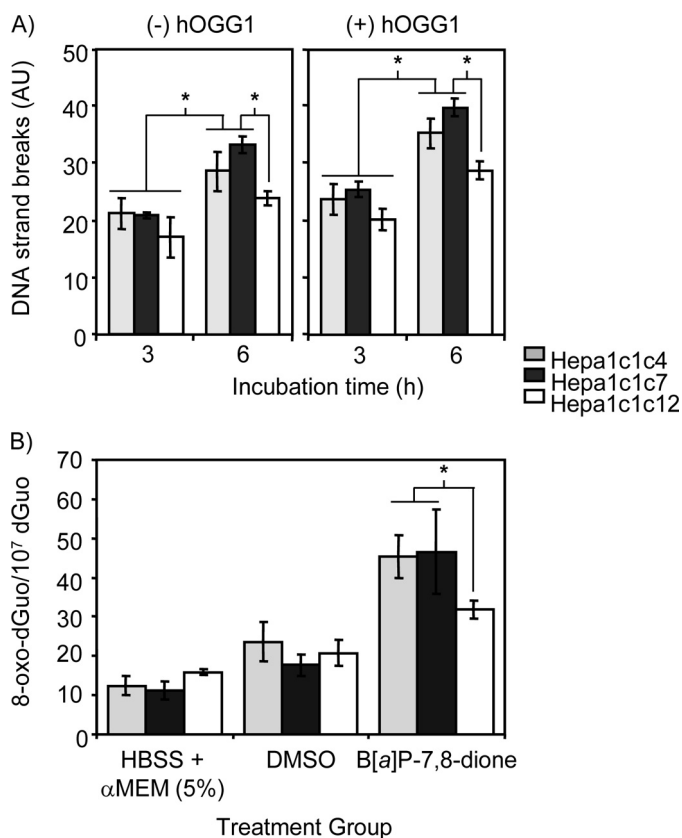 A)
(-) hOGG1
(+) hOGG1
DNA strand breaks (AU)
50
40
30
20
10
0
*
*
*
*
3
6
3
6
Incubation time (h)
Hepa1c1c4
Hepa1c1c7
Hepa1c1c12
B)
8-oxo-dGuo/10⁷ dGuo
70
60
50
40
30
20
10
0
*
HBSS +
αMEM (5%)
DMSO
B[a]P-7,8-dione
Treatment Group